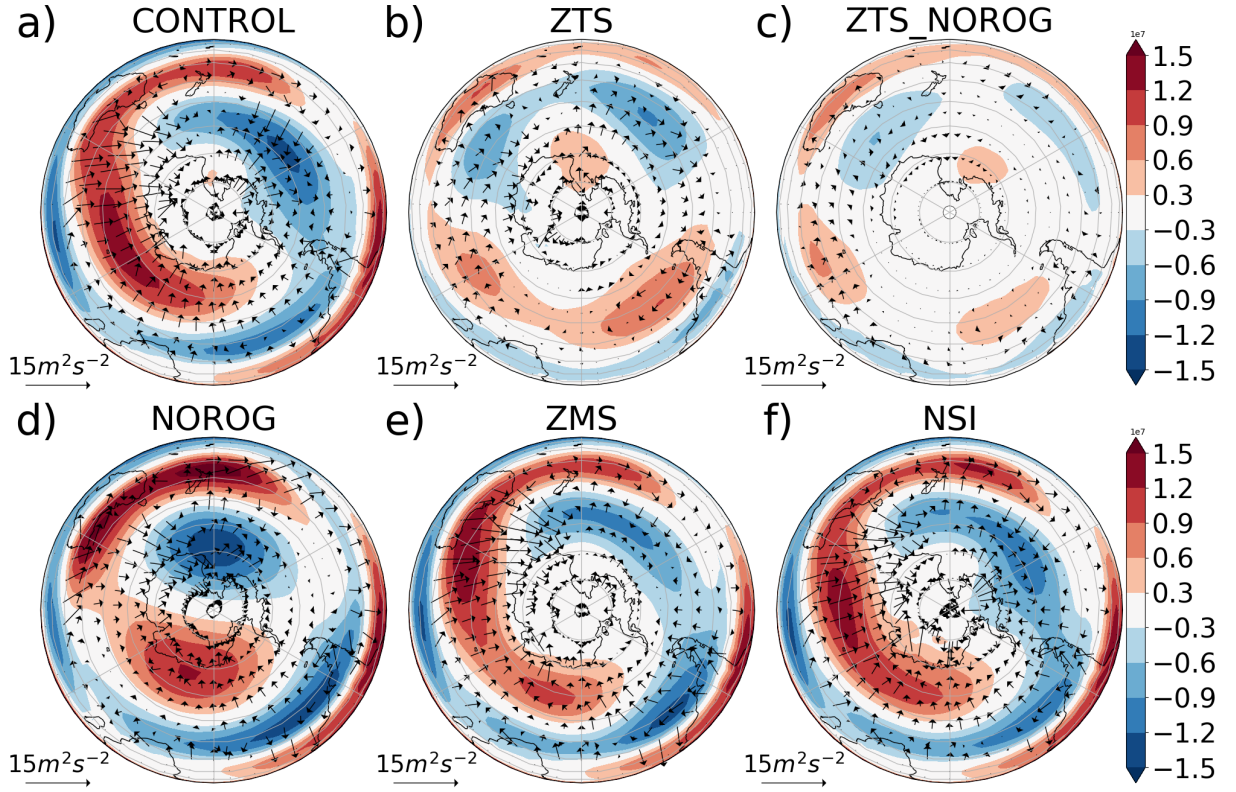 a) CONTROL
b) ZTS
c) ZTS_NOROG
1e7
1.5
1.2
0.9
0.6
0.3
−0.3
−0.6
−0.9
−1.2
−1.5
15m²s⁻²
15m²s⁻²
15m²s⁻²
d) NOROG
e) ZMS
f) NSI
1e7
1.5
1.2
0.9
0.6
0.3
−0.3
−0.6
−0.9
−1.2
−1.5
15m²s⁻²
15m²s⁻²
15m²s⁻²